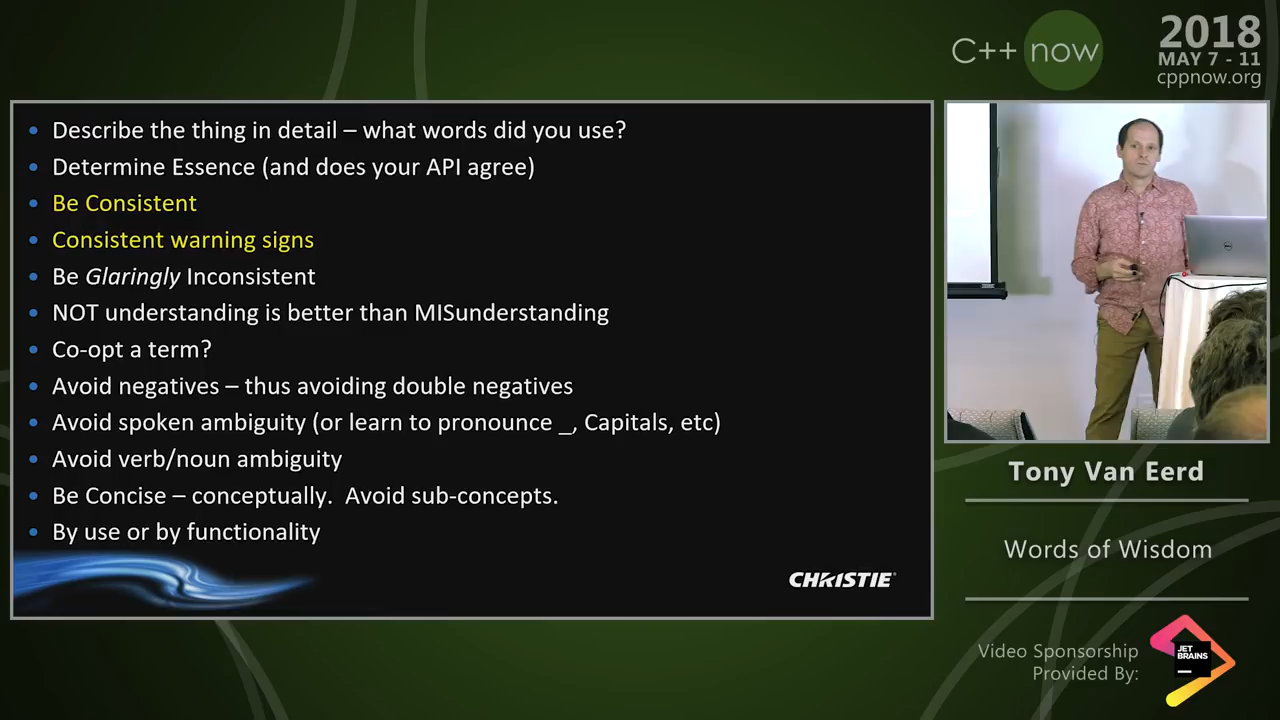 C++ now
2018
MAY 7 - 11
cppnow.org
Describe the thing in detail – what words did you use?
Determine Essence (and does your API agree)
Be Consistent
Consistent warning signs
Be Glaringly Inconsistent
NOT understanding is better than MISunderstanding
Co-opt a term?
Avoid negatives – thus avoiding double negatives
Avoid spoken ambiguity (or learn to pronounce _, Capitals, etc)
Avoid verb/noun ambiguity
Be Concise – conceptually.  Avoid sub-concepts.
By use or by functionality
CHRISTIE®
Tony Van Eerd
Words of Wisdom
Video Sponsorship
Provided By:
JET
BRAINS